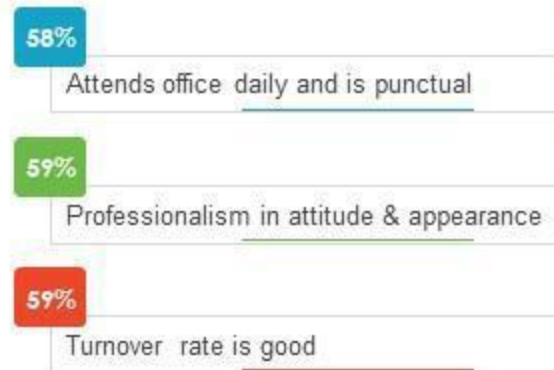 58%
Attends office daily and is punctual
59%
Professionalism in attitude & appearance
59%
Turnover rate is good